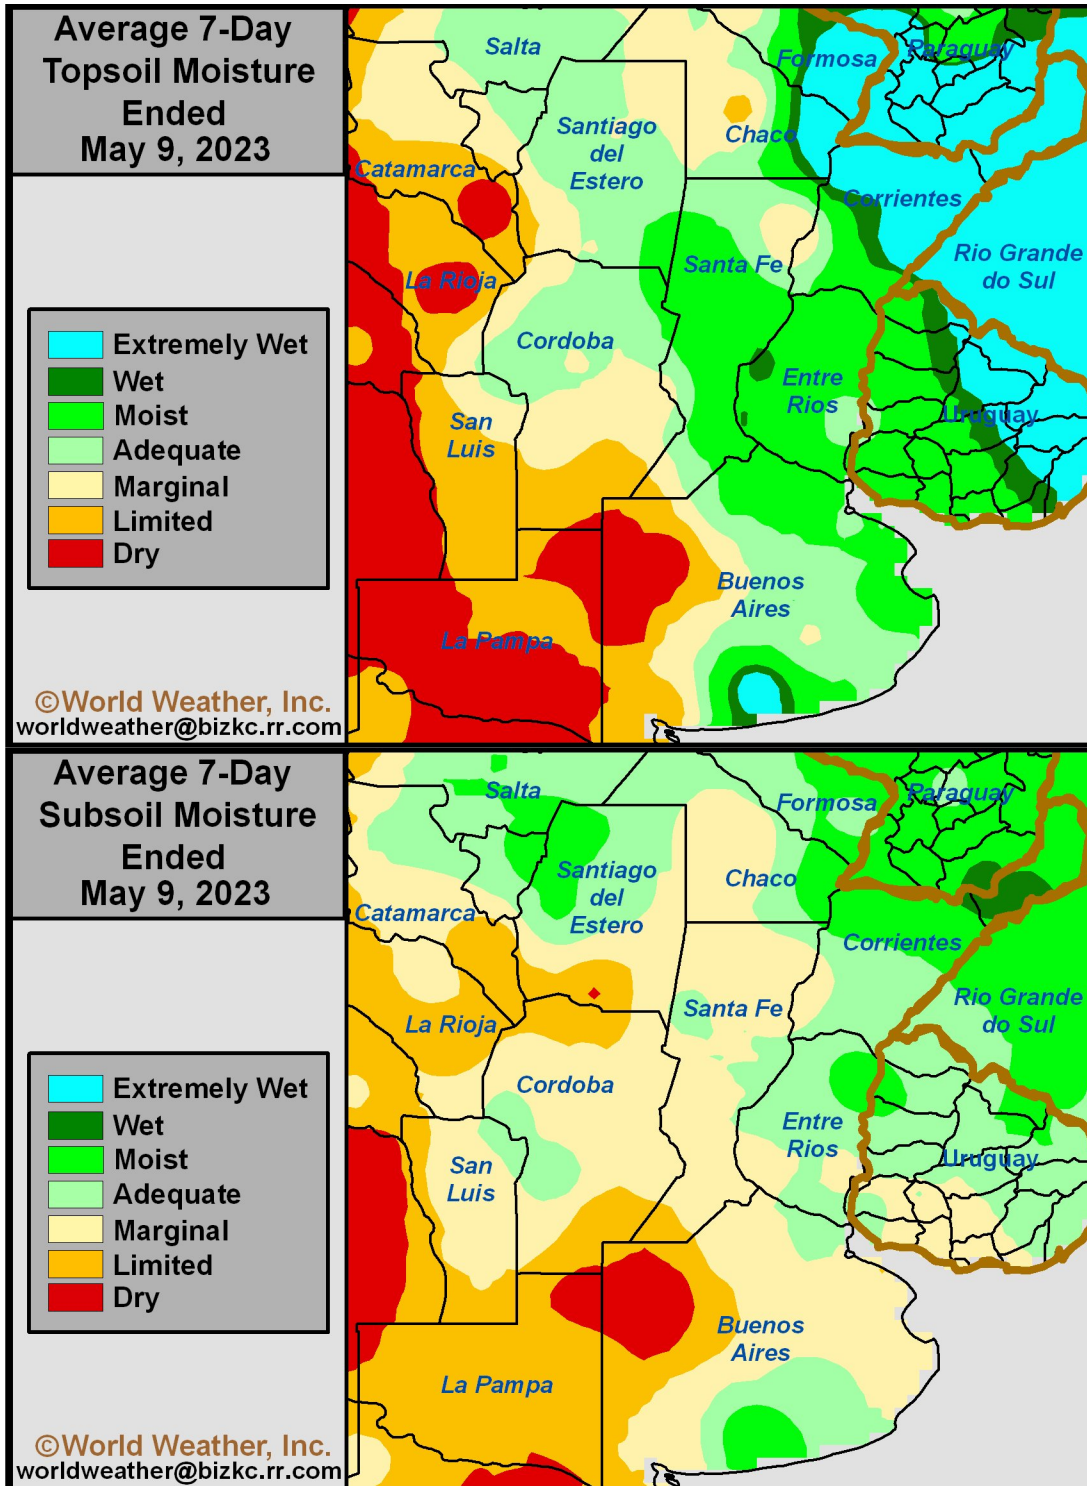 Average 7-Day
Topsoil Moisture
Ended
May 9, 2023
Extremely Wet
Wet
Moist
Adequate
Marginal
Limited
Dry
©World Weather, Inc.
worldweather@bizkc.rr.com
Salta
Formosa
Paraguay
Santiago
del
Estero
Chaco
Catamarca
Corrientes
La Rioja
Santa Fe
Rio Grande
do Sul
Cordoba
Entre
Rios
San
Luis
Uruguay
Buenos
Aires
La Pampa
Average 7-Day
Subsoil Moisture
Ended
May 9, 2023
Extremely Wet
Wet
Moist
Adequate
Marginal
Limited
Dry
©World Weather, Inc.
worldweather@bizkc.rr.com
Salta
Formosa
Paraguay
Santiago
del
Estero
Chaco
Catamarca
Corrientes
La Rioja
Santa Fe
Rio Grande
do Sul
Cordoba
Entre
Rios
San
Luis
Uruguay
Buenos
Aires
La Pampa